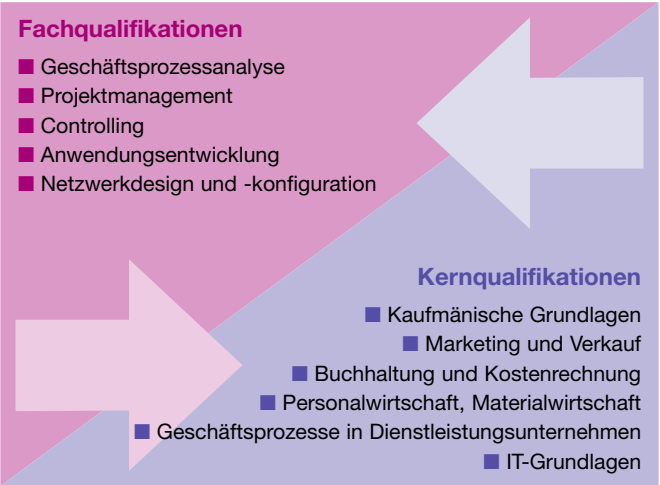 Fachqualifikationen
■ Geschäftsprozessanalyse
■ Projektmanagement
■ Controlling
■ Anwendungsentwicklung
■ Netzwerkdesign und -konfiguration
Kernqualifikationen
■ Kaufmänische Grundlagen
■ Marketing und Verkauf
■ Buchhaltung und Kostenrechnung
■ Personalwirtschaft, Materialwirtschaft
■ Geschäftsprozesse in Dienstleistungsunternehmen
■ IT-Grundlagen